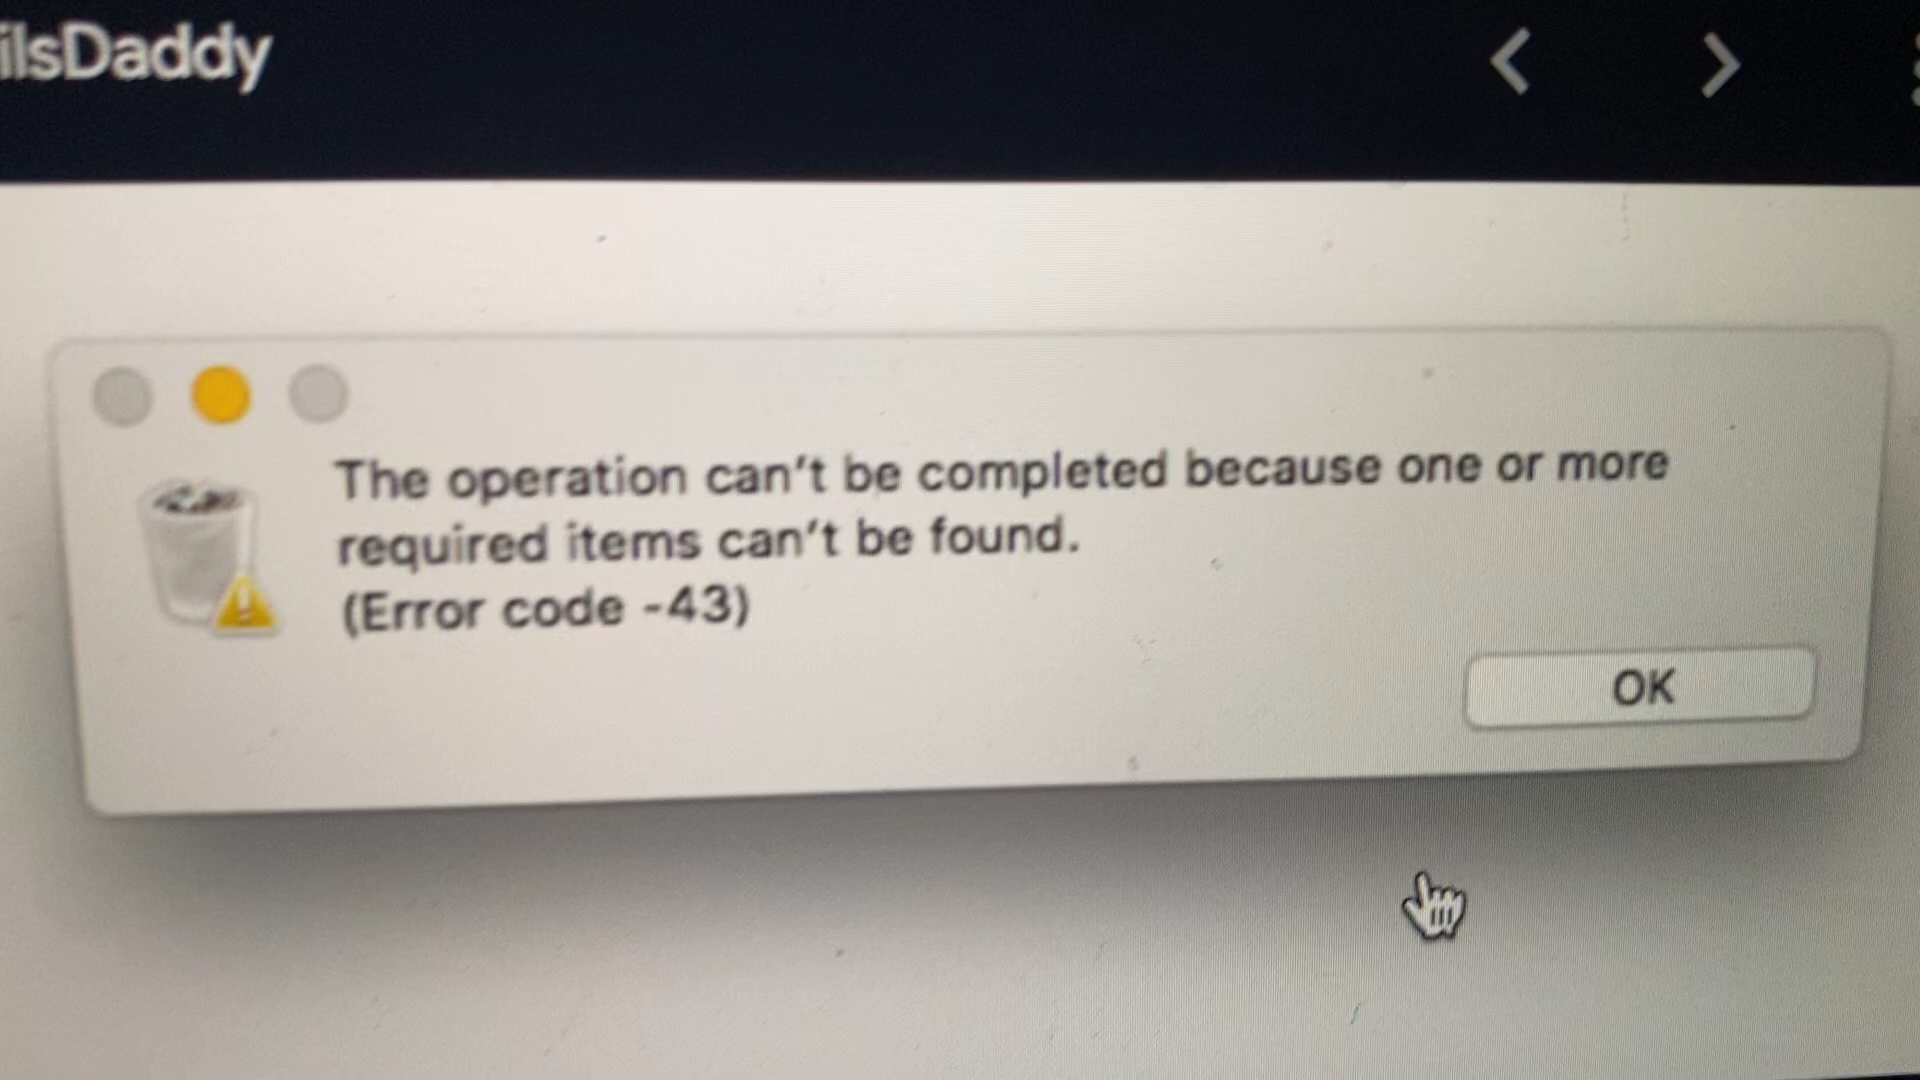 ilsDaddy
The operation can't be completed because one or more
required items can't be found.
(Error code -43)
OK